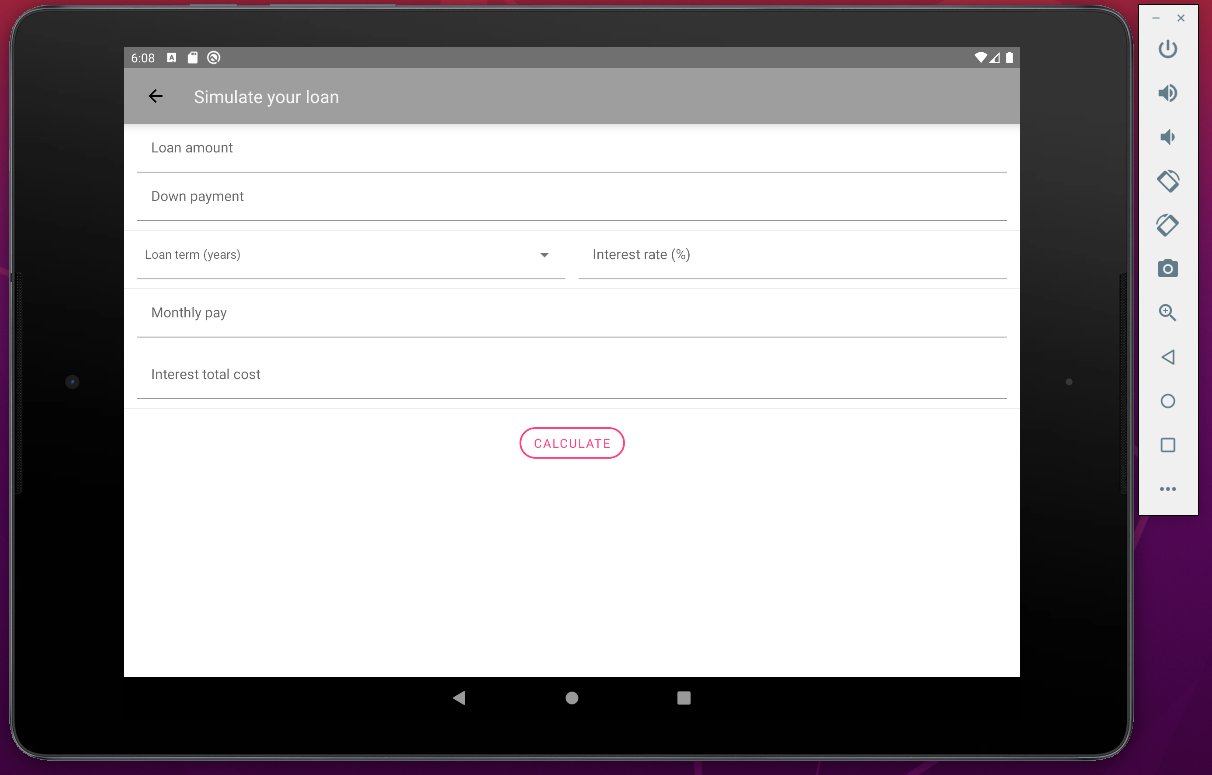 6:08
Simulate your loan
Loan amount
Down payment
Loan term (years) Interest rate (%)
Monthly pay
Interest total cost
CALCULATE